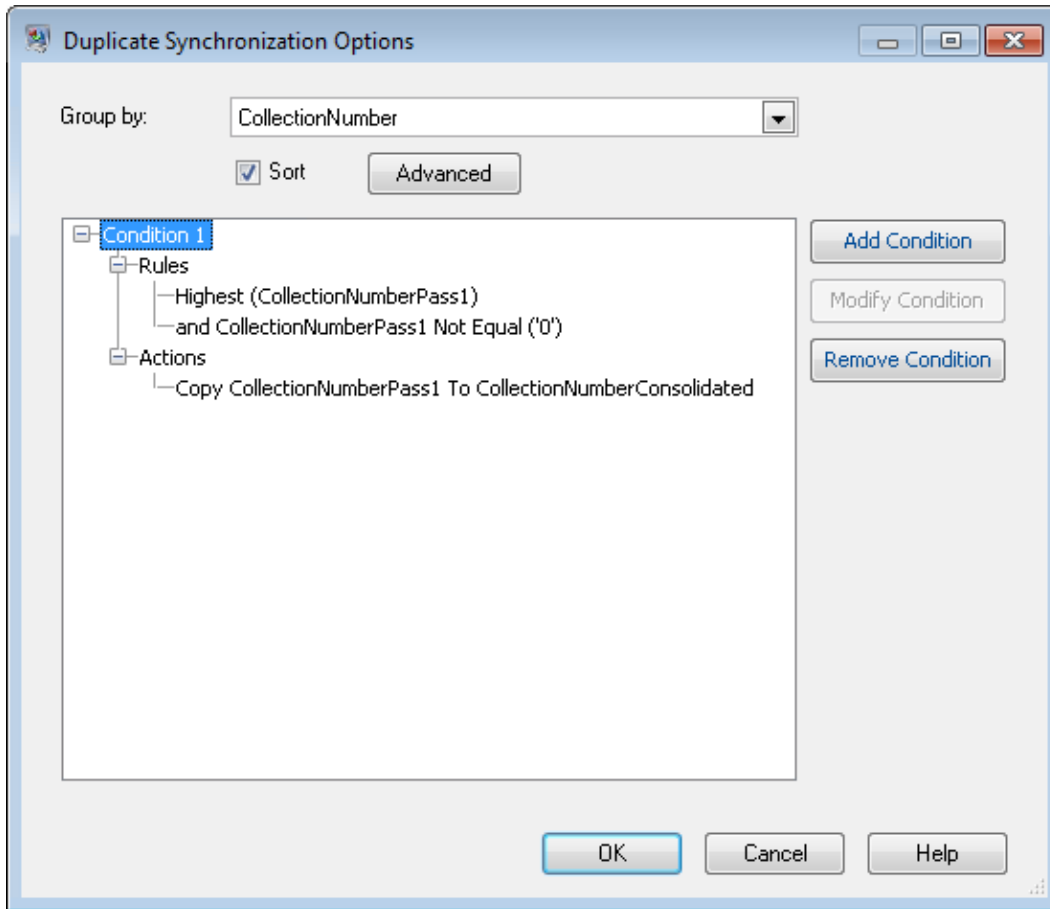 Duplicate Synchronization Options
Group by: CollectionNumber
Sort Advanced
Condition 1
Rules
Highest (CollectionNumberPass1)
and CollectionNumberPass1 Not Equal ('0')
Actions
Copy CollectionNumberPass1 To CollectionNumberConsolidated
Add Condition
Modify Condition
Remove Condition
OK Cancel Help